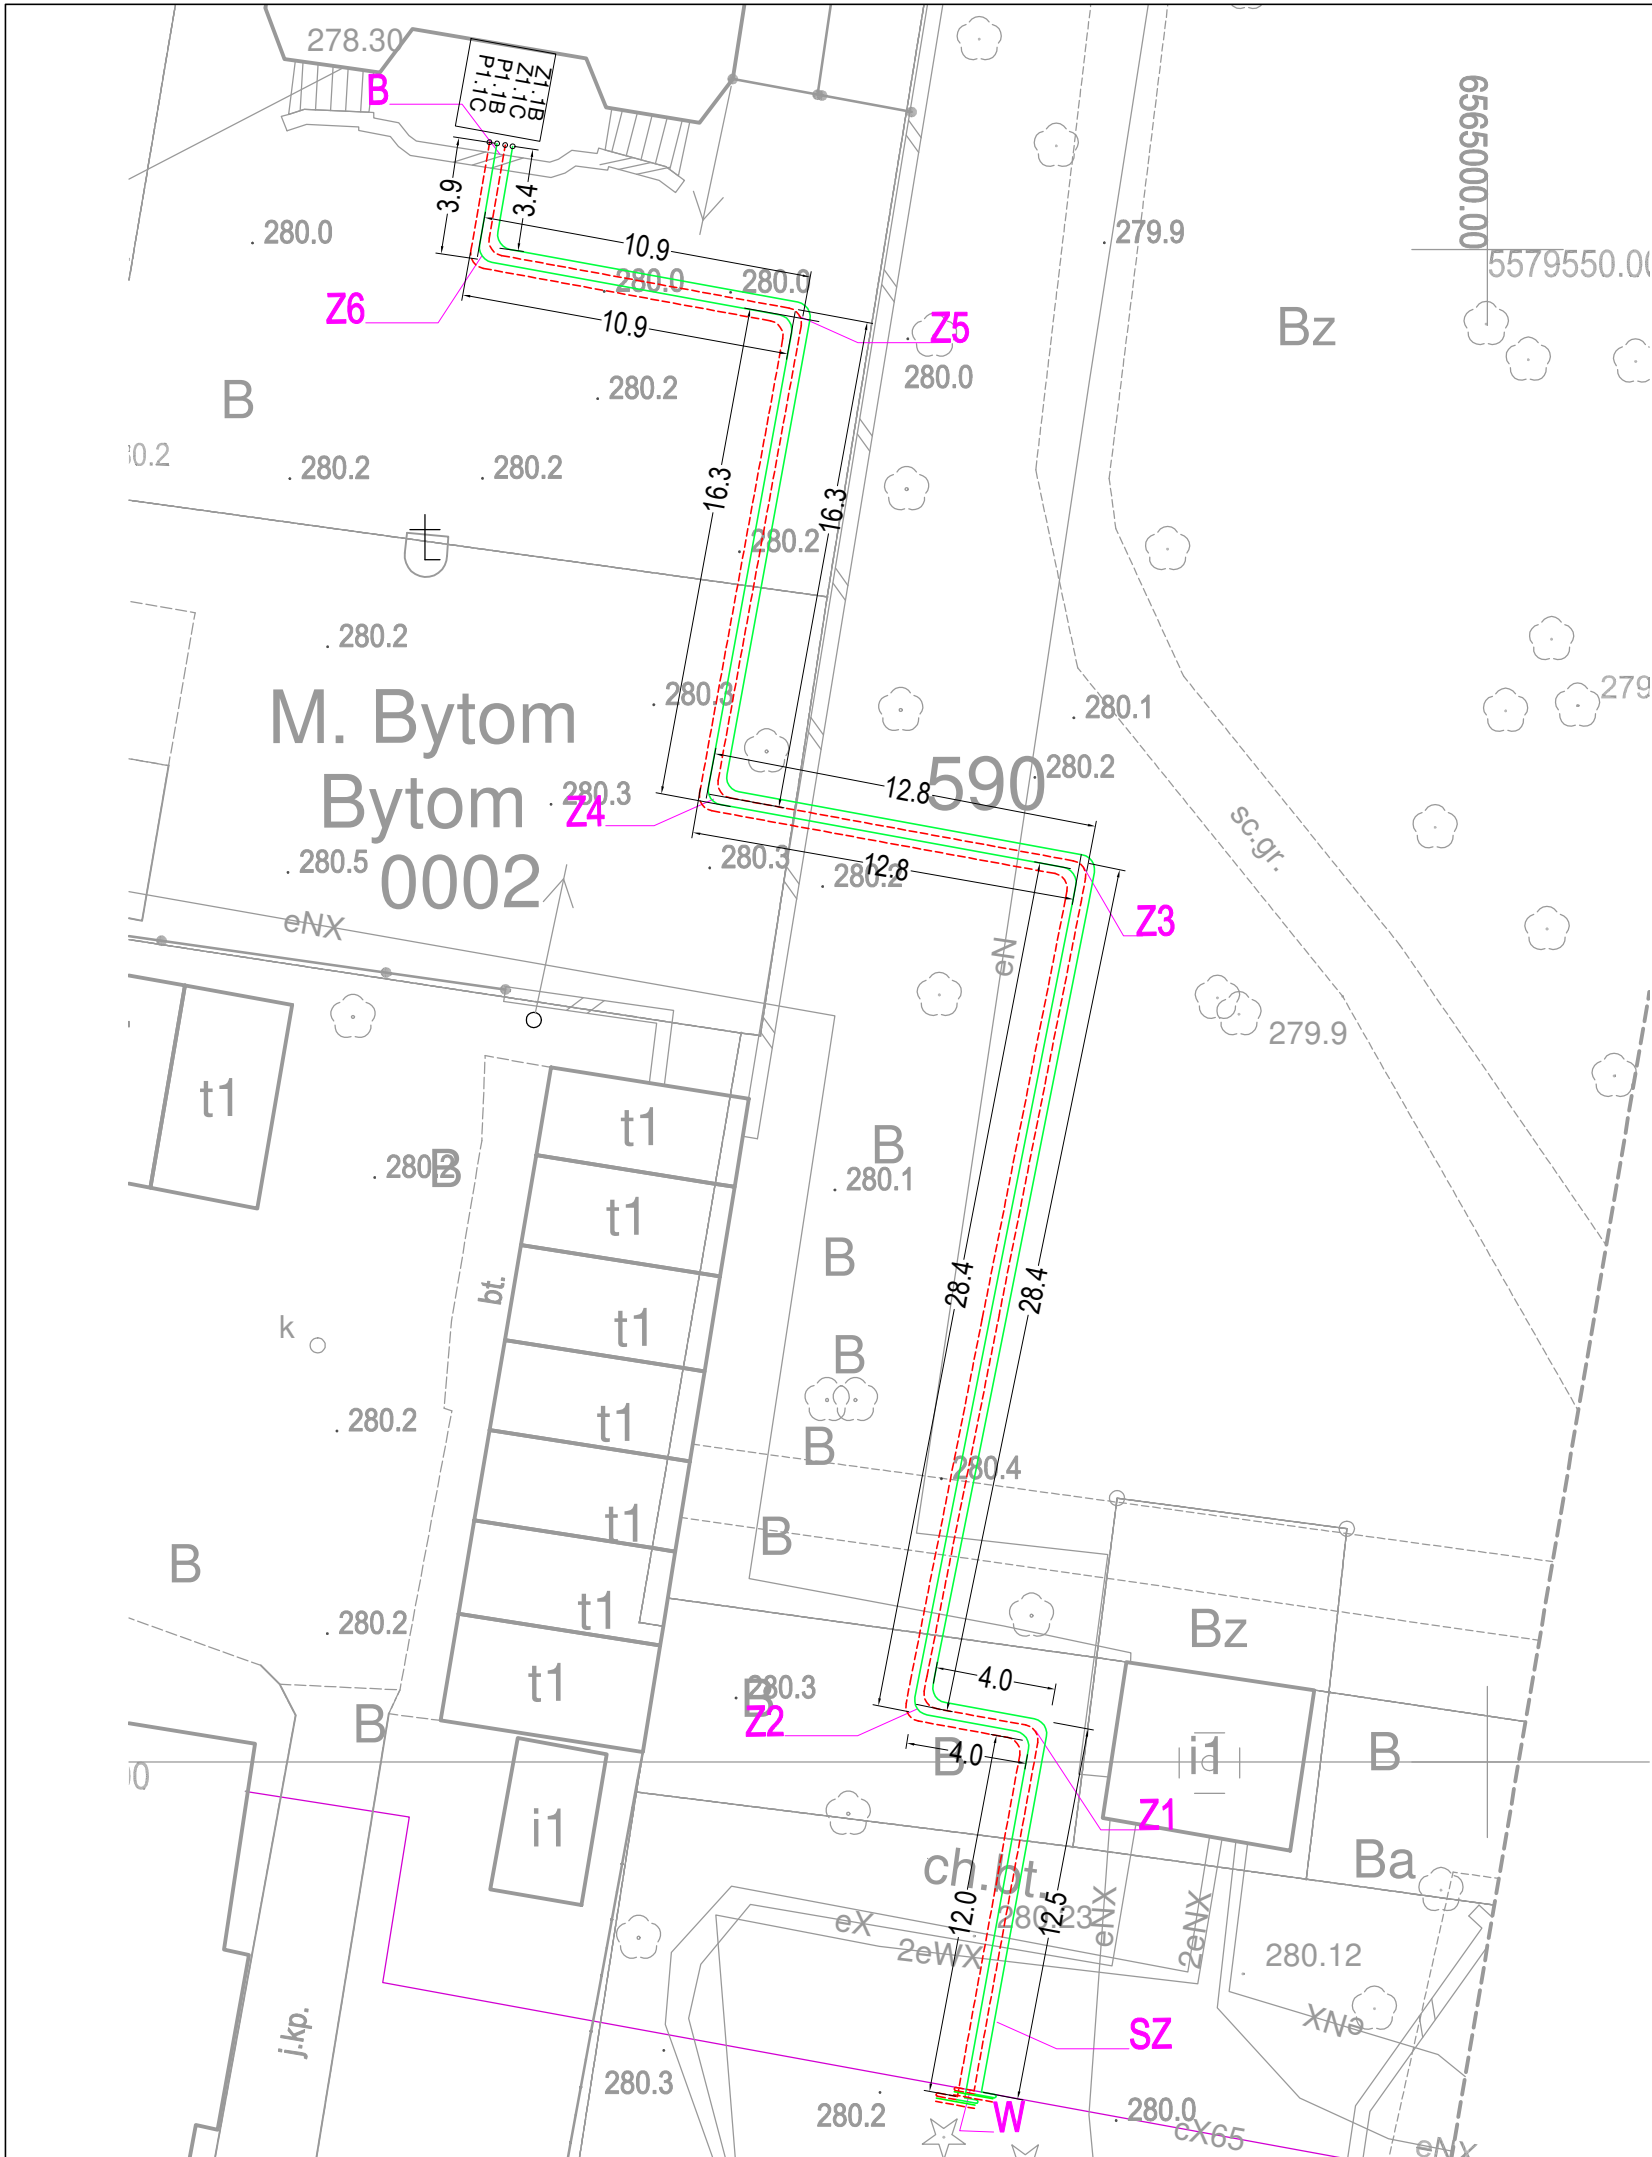 278.30
B
Z1.1B
Z1.1C
P1.1B
P1.1C
6565000.00
3.9
3.4
280.0
10.9
279.9
280.0
280.0
5579550.0
Z6
10.9
Z5
Bz
B
280.2
280.0
280.2
280.2
16.3
16.3
280.2
280.2
M. Bytom
Bytom
0002
280.3
280.1
279
12.8
590
280.2
280.3
Z4
sc.gr.
280.5
280.3
280.2
12.8
eNX
Z3
eN
279.9
t1
t1
280.2
B
B
280.1
t1
B
28.4
28.4
bt.
k
t1
B
280.2
t1
B
280.4
t1
B
B
t1
280.2
Bz
t1
280.3
B
4.0
Z2
B
B
4.0
i1
B
Z1
i1
ch.bt.
Ba
12.0
12.5
eX
280.23
eNX
2eNX
2eWX
280.12
eNX
j.kp.
SZ
280.3
280.2
W
280.0
cX65
eNX